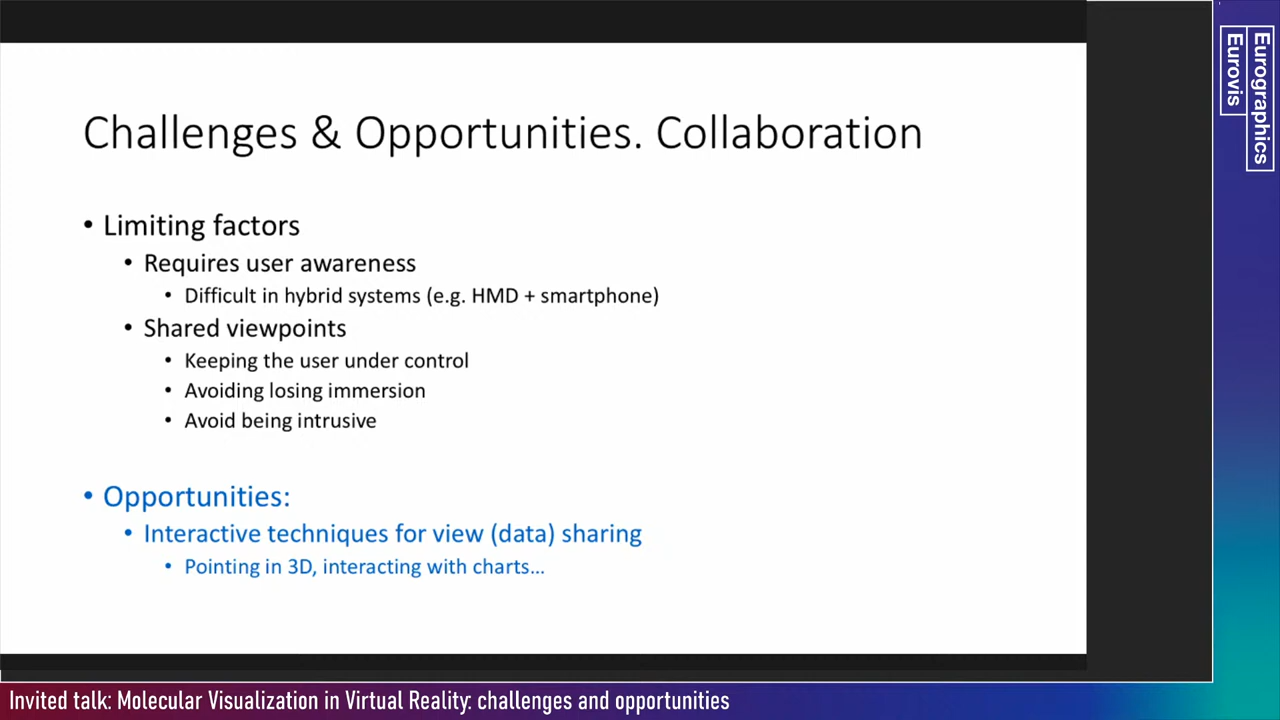 Challenges & Opportunities. Collaboration
• Limiting factors
• Requires user awareness
• Difficult in hybrid systems (e.g. HMD + smartphone)
• Shared viewpoints
• Keeping the user under control
• Avoiding losing immersion
• Avoid being intrusive
• Opportunities:
• Interactive techniques for view (data) sharing
• Pointing in 3D, interacting with charts...
Eurographics
Eurovis
Invited talk: Molecular Visualization in Virtual Reality: challenges and opportunities